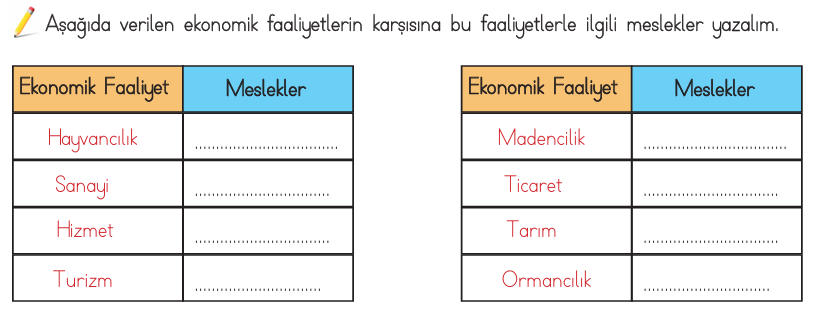 Aşağıda verilen ekonomik faaliyetlerin karşısına bu faaliyetlerle ilgili meslekler yazalım.
Ekonomik Faaliyet Meslekler
Hayvancılık ..................................
Sanayi ................................
Hizmet ................................
Turizm ..............................
Ekonomik Faaliyet Meslekler
Madencilik ..................................
Ticaret ................................
Tarım ................................
Ormancılık ..............................